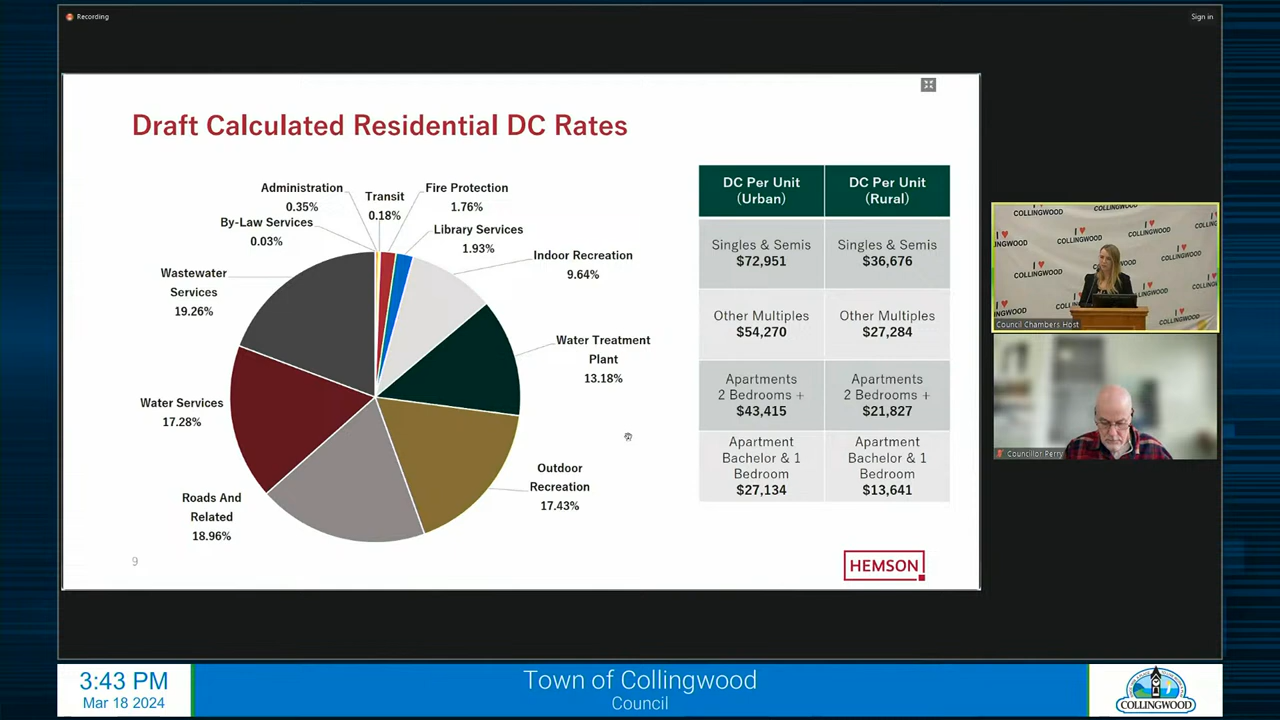 Recording
Sign in
Draft Calculated Residential DC Rates
Administration
0.35%
Transit
0.18%
Fire Protection
1.76%
By-Law Services
0.03%
Library Services
1.93%
Indoor Recreation
9.64%
Wastewater
Services
19.26%
Water Treatment
Plant
13.18%
Water Services
17.28%
Outdoor
Recreation
17.43%
Roads And
Related
18.96%
DC Per Unit
(Urban)
DC Per Unit
(Rural)
Singles & Semis
$72,951
Singles & Semis
$36,676
Other Multiples
$54,270
Other Multiples
$27,284
Apartments
2 Bedrooms +
$43,415
Apartments
2 Bedrooms +
$21,827
Apartment
Bachelor & 1
Bedroom
$27,134
Apartment
Bachelor & 1
Bedroom
$13,641
9
HEMSON
I ♥
COLLINGWOOD
Council Chambers Host
Councillor Perry
3:43 PM
Mar 18 2024
Town of Collingwood
Council
COLLINGWOOD